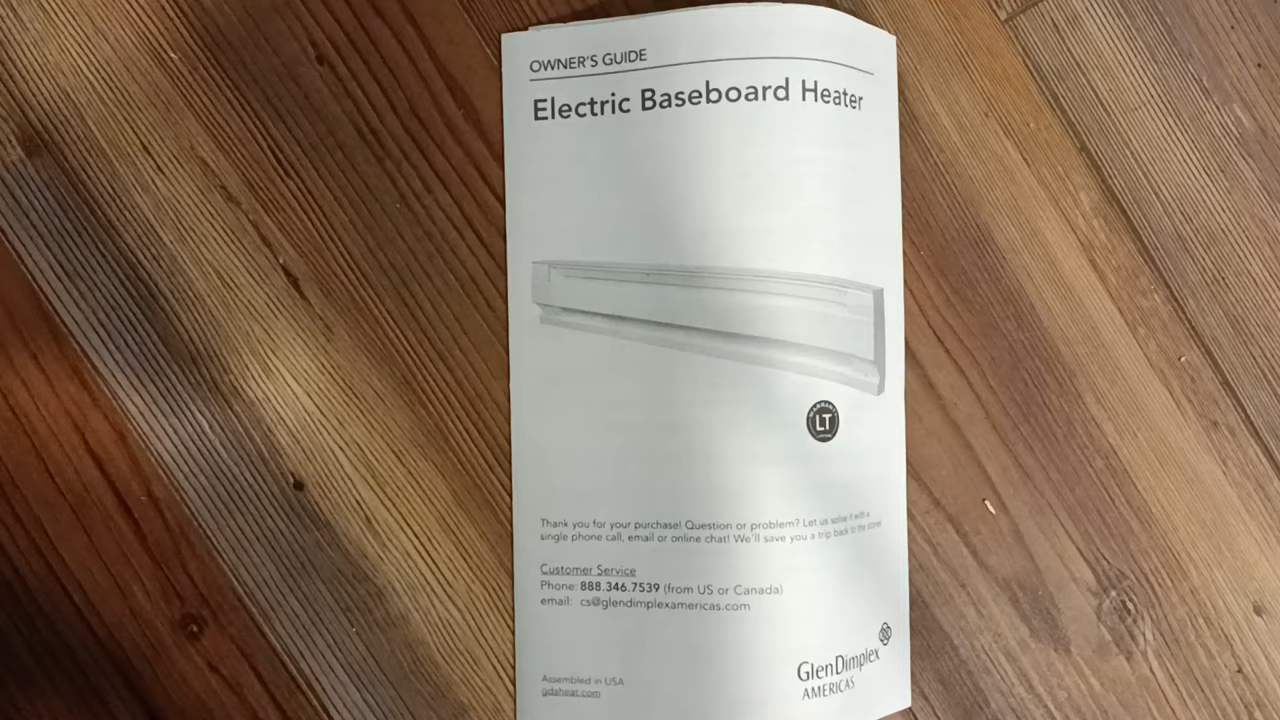 OWNER'S GUIDE
Electric Baseboard Heater
WARRANTY
LT
LIFETIME
Thank you for your purchase! Question or problem? Let us solve it with a
single phone call, email or online chat! We'll save you a trip back to the store!
Customer Service
Phone: 888.346.7539 (from US or Canada)
email: cs@glendimplexamericas.com
GlenDimplex
AMERICAS
Assembled in USA
gdaheat.com